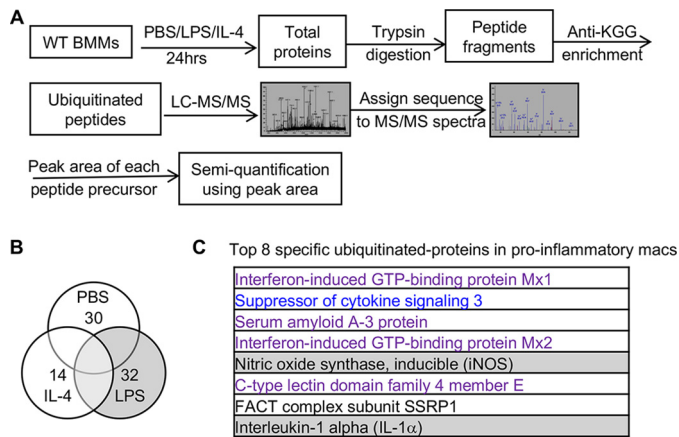 A
WT BMMs
PBS/LPS/IL-4
24hrs
Total
proteins
Trypsin
digestion
Peptide
fragments
Anti-KGG
enrichment
Ubiquitinated
peptides
LC-MS/MS
Assign sequence
to MS/MS spectra
Peak area of each
peptide precursor
Semi-quantification
using peak area
B
PBS
30
14
IL-4
32
LPS
C
Top 8 specific ubiquitinated-proteins in pro-inflammatory macs
Interferon-induced GTP-binding protein Mx1
Suppressor of cytokine signaling 3
Serum amyloid A-3 protein
Interferon-induced GTP-binding protein Mx2
Nitric oxide synthase, inducible (iNOS)
C-type lectin domain family 4 member E
FACT complex subunit SSRP1
Interleukin-1 alpha (IL-1α)